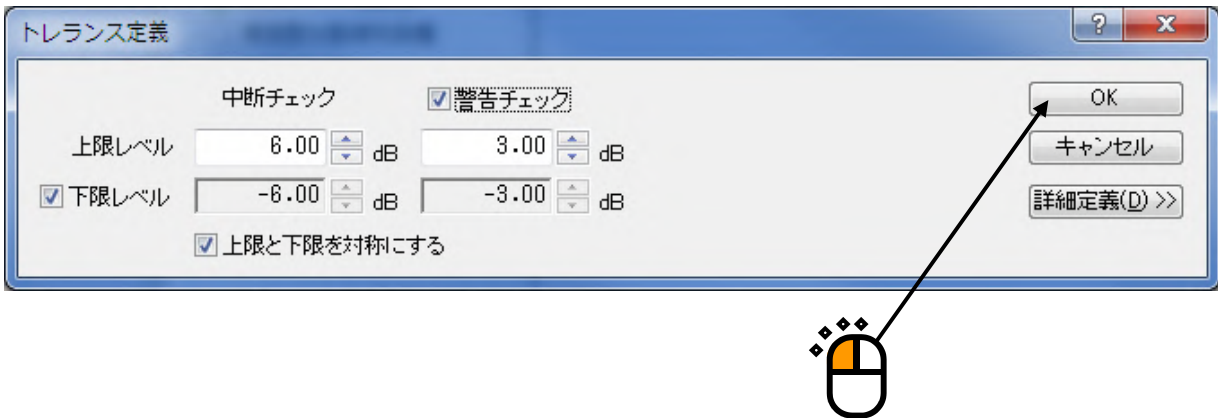 トレランス定義
中断チェック 警告チェック OK
上限レベル 6.00 dB 3.00 dB キャンセル
下限レベル -6.00 dB -3.00 dB 詳細定義(D) >>
上限と下限を対称にする